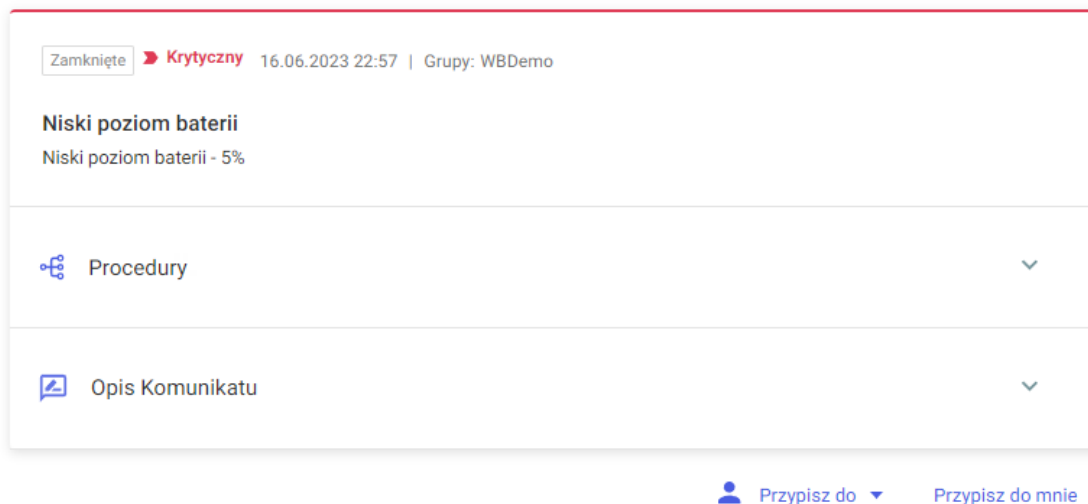 Zamknięte Krytyczny 16.06.2023 22:57 | Grupy: WBDemo
Niski poziom baterii
Niski poziom baterii - 5%
Procedury
Opis Komunikatu
Przypisz do Przypisz do mnie